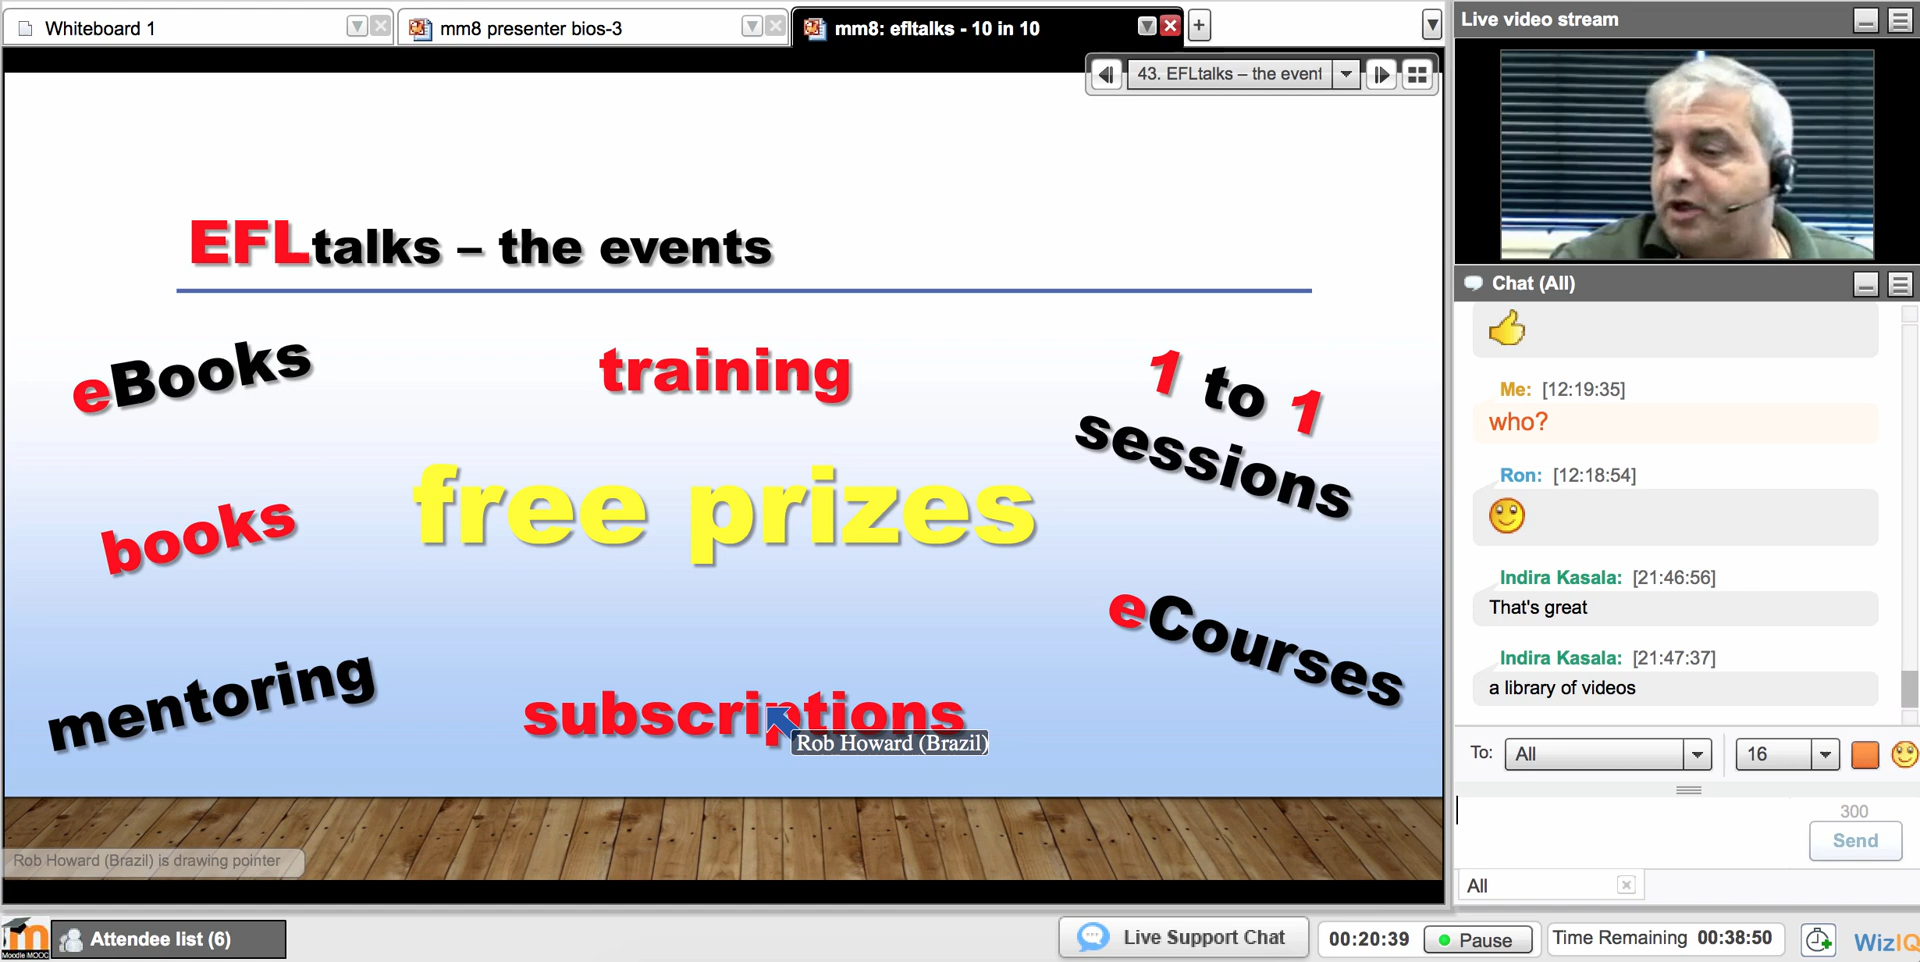 Whiteboard 1
mm8 presenter bios-3
mm8: efltalks - 10 in 10
43. EFLtalks – the event
EFLtalks – the events
eBooks
training
1 to 1
sessions
free prizes
books
eCourses
mentoring
subscriptions
Rob Howard (Brazil)
Rob Howard (Brazil) is drawing pointer
Live video stream
Chat (All)
Me: [12:19:35]
who?
Ron: [12:18:54]
Indira Kasala: [21:46:56]
That's great
Indira Kasala: [21:47:37]
a library of videos
To: All 16
300
Send
All
m
Moodle MOOC
Attendee list (6)
Live Support Chat
00:20:39
Pause
Time Remaining 00:38:50
WizIQ